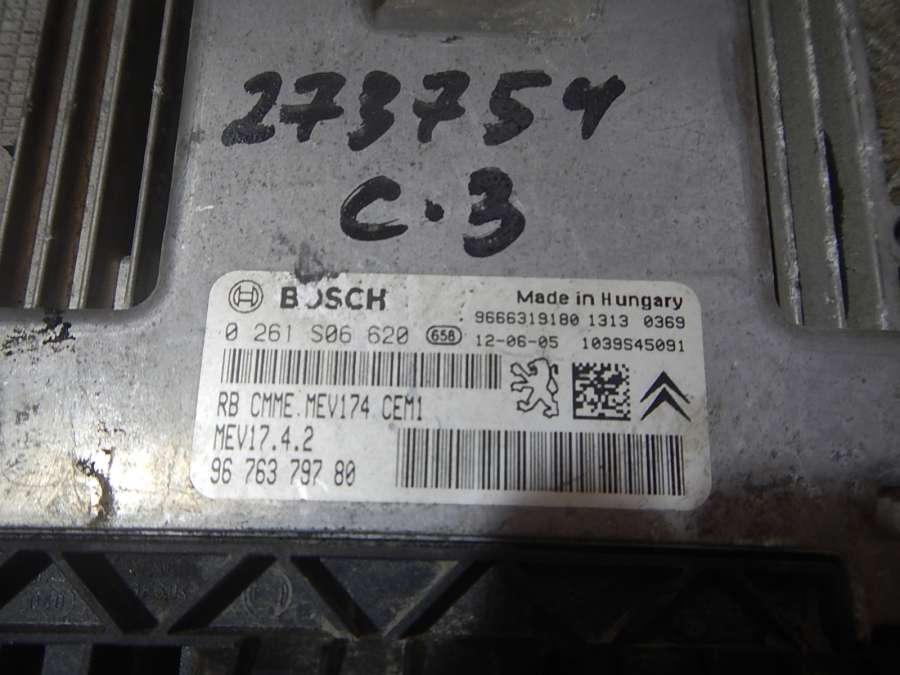 273754
C.3
BOSCH Made in Hungary
9666319180 1313 0369
0 261 S06 620 658 12-06-05 1039S45091
RB CMME.MEV174 CEM1
MEV17.4.2
96 763 797 80